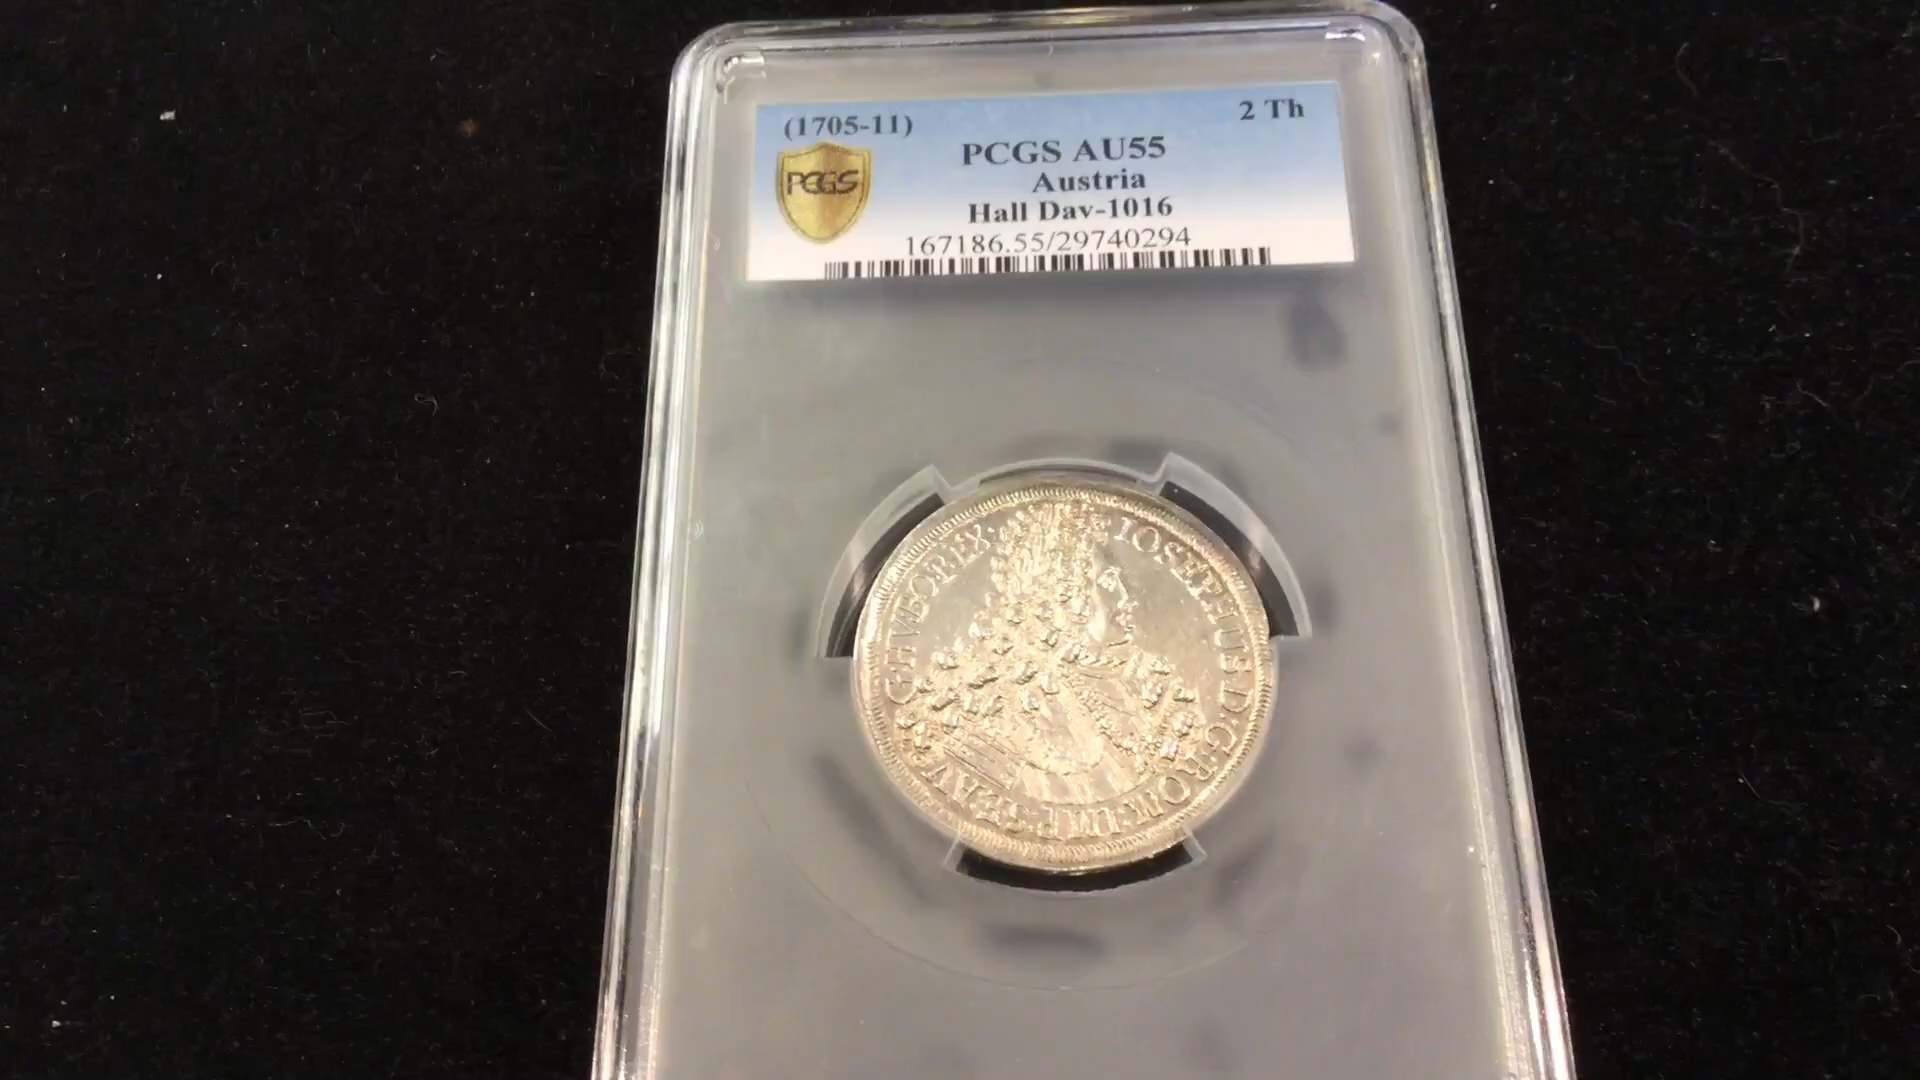 (1705-11) 2 Th
PCGS
PCGS AU55
Austria
Hall Dav-1016
167186.55/29740294
IOSEPHUS·D:G:ROM:IMP·S:AV
G:H:V:BO:REX·